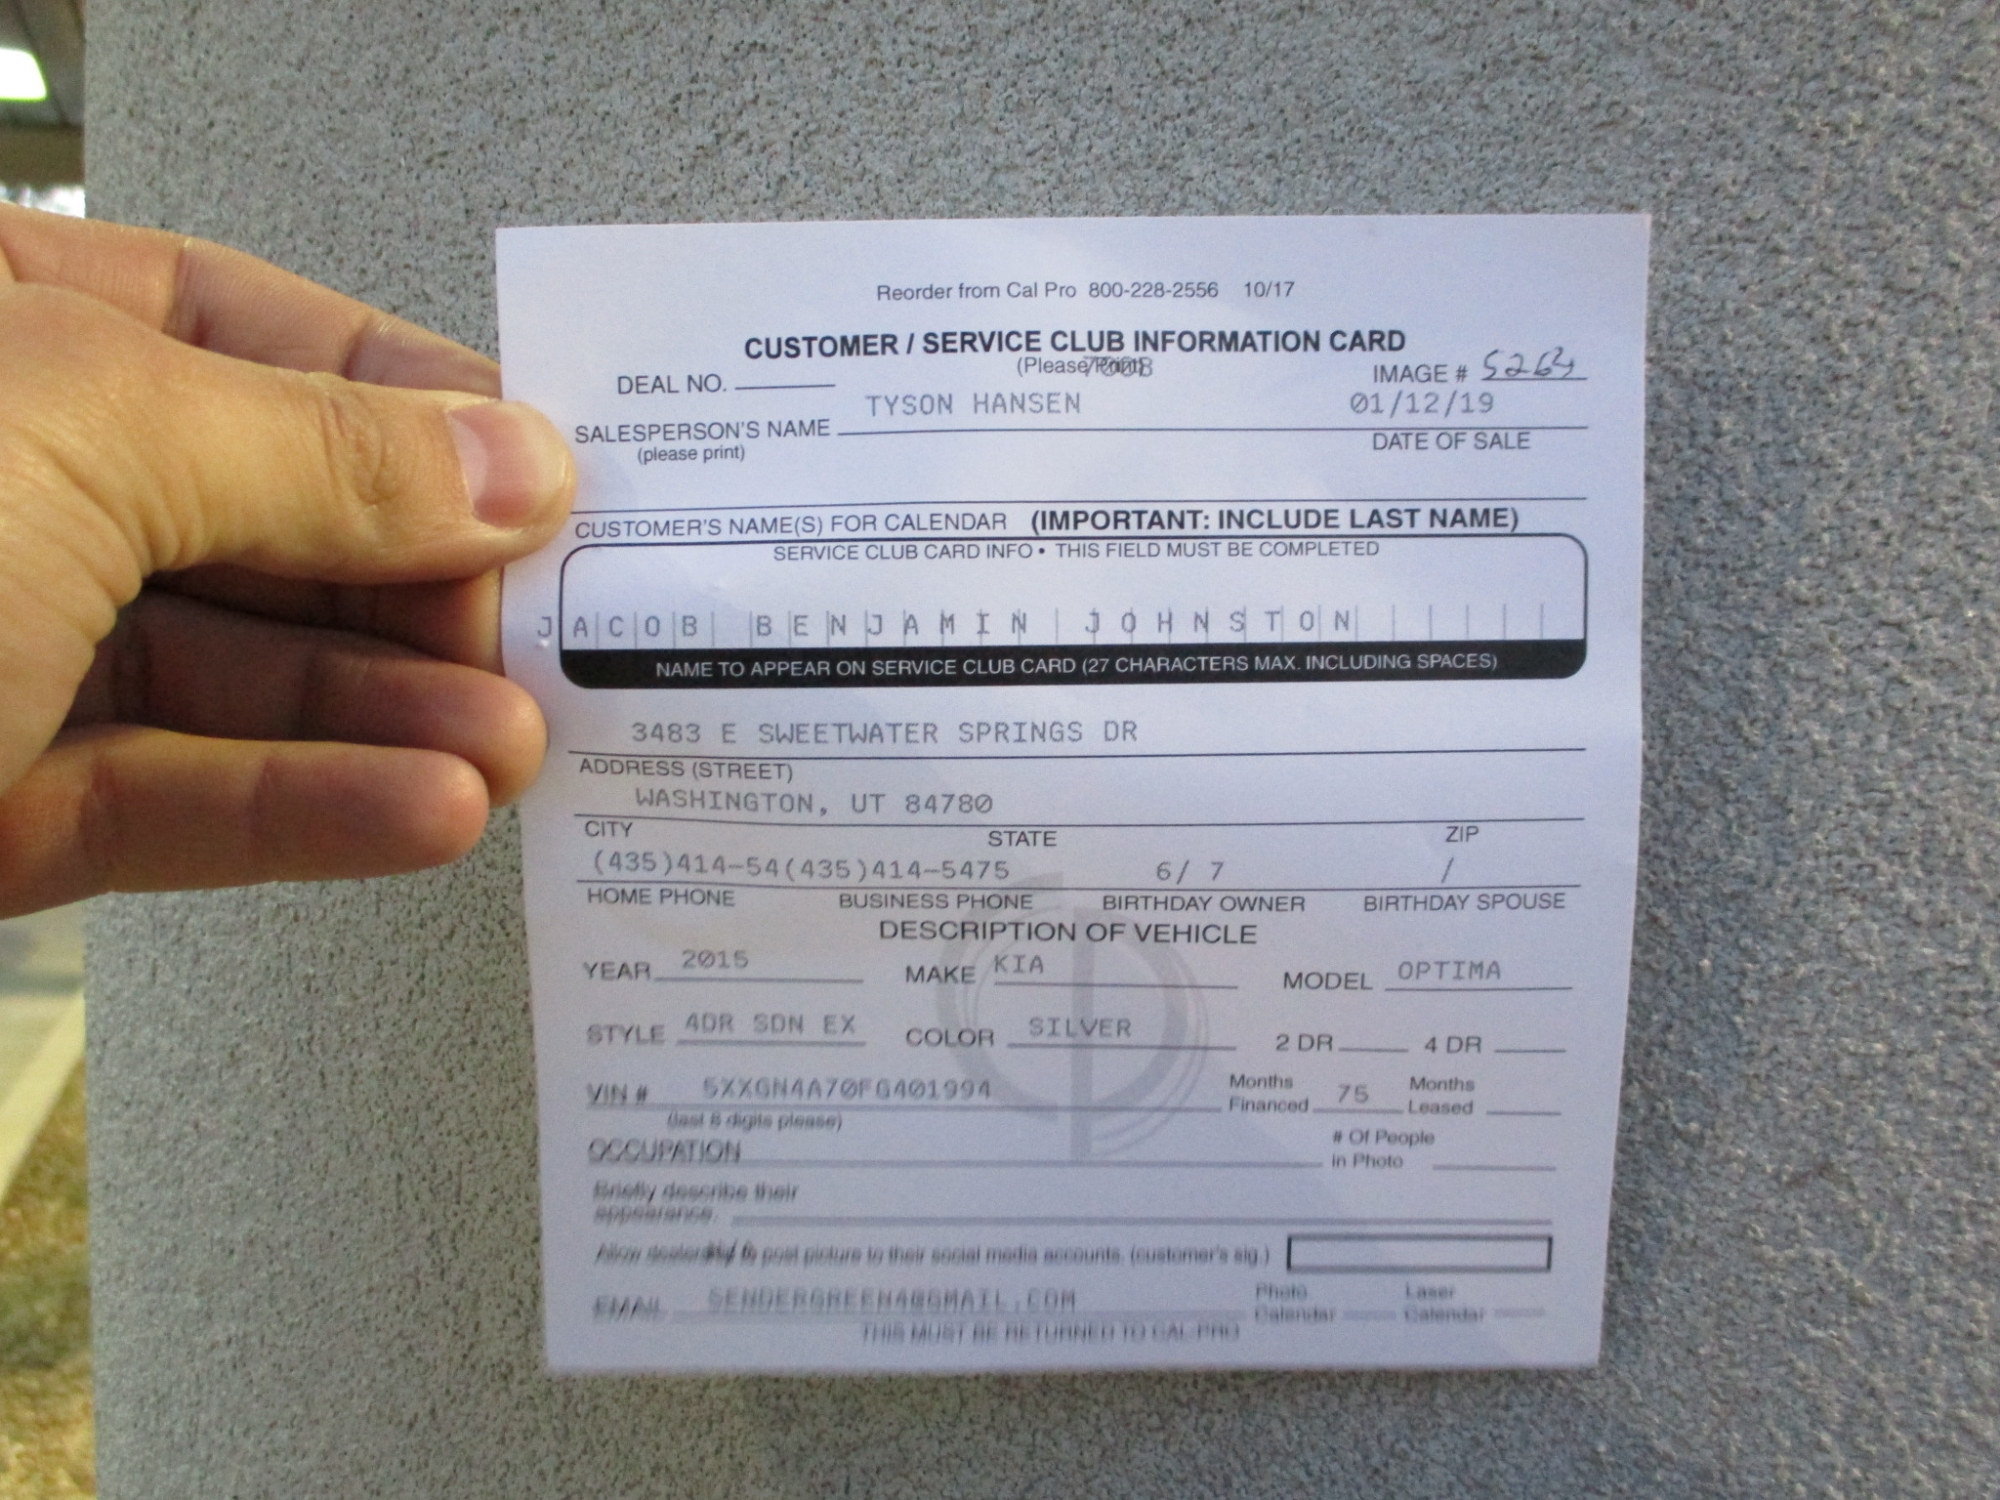 Reorder from Cal Pro 800-228-2556 10/17
CUSTOMER / SERVICE CLUB INFORMATION CARD
(Please Print)
DEAL NO. IMAGE # 5264
TYSON HANSEN 01/12/19
SALESPERSON'S NAME DATE OF SALE
(please print)
CUSTOMER'S NAME(S) FOR CALENDAR (IMPORTANT: INCLUDE LAST NAME)
SERVICE CLUB CARD INFO • THIS FIELD MUST BE COMPLETED
JACOB BENJAMIN JOHNSTON
NAME TO APPEAR ON SERVICE CLUB CARD (27 CHARACTERS MAX. INCLUDING SPACES)
3483 E SWEETWATER SPRINGS DR
ADDRESS (STREET)
WASHINGTON, UT 84780
CITY STATE ZIP
(435)414-54(435)414-5475 6/ 7 /
HOME PHONE BUSINESS PHONE BIRTHDAY OWNER BIRTHDAY SPOUSE
DESCRIPTION OF VEHICLE
YEAR 2015 MAKE KIA MODEL OPTIMA
STYLE 4DR SDN EX COLOR SILVER 2 DR 4 DR
VIN # 5XXGN4A70FG401994 Months Financed 75 Months Leased
(last 8 digits please)
OCCUPATION # Of People in Photo
Briefly describe their
appearance.
Allow dealership to post picture to their social media accounts. (customer's sig.)
EMAIL SENDERGREEN4@GMAIL.COM Photo Calendar Laser Calendar
THIS MUST BE RETURNED TO CAL PRO